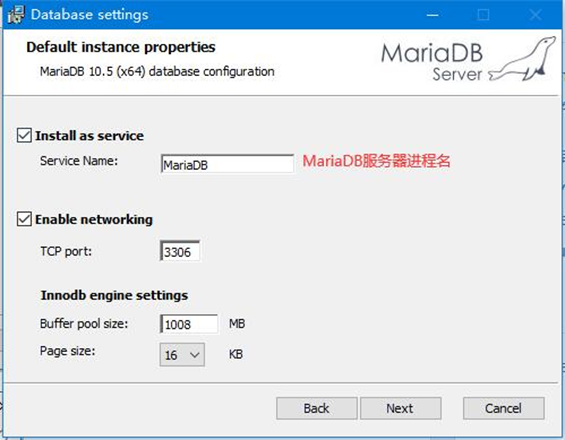 Database settings
Default instance properties
MariaDB 10.5 (x64) database configuration
MariaDB
Server
Install as service
Service Name: MariaDB MariaDB服务器进程名
Enable networking
TCP port: 3306
Innodb engine settings
Buffer pool size: 1008 MB
Page size: 16 KB
Back Next Cancel